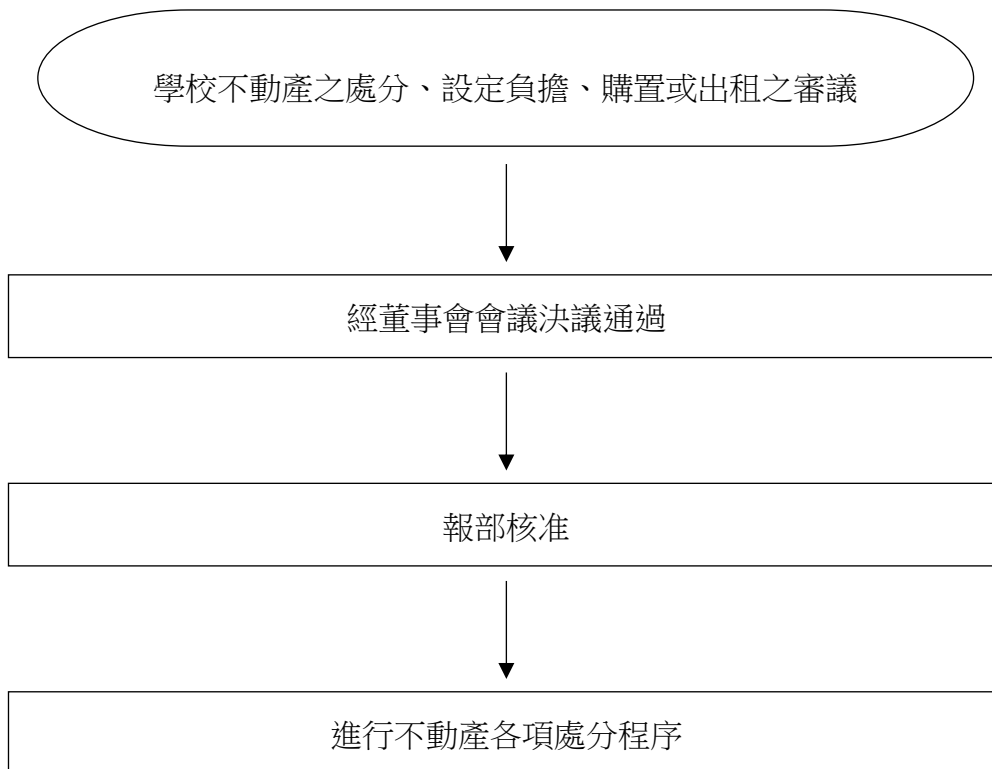 學校不動產之處分、設定負擔、購置或出租之審議
經董事會會議決議通過
報部核准
進行不動產各項處分程序